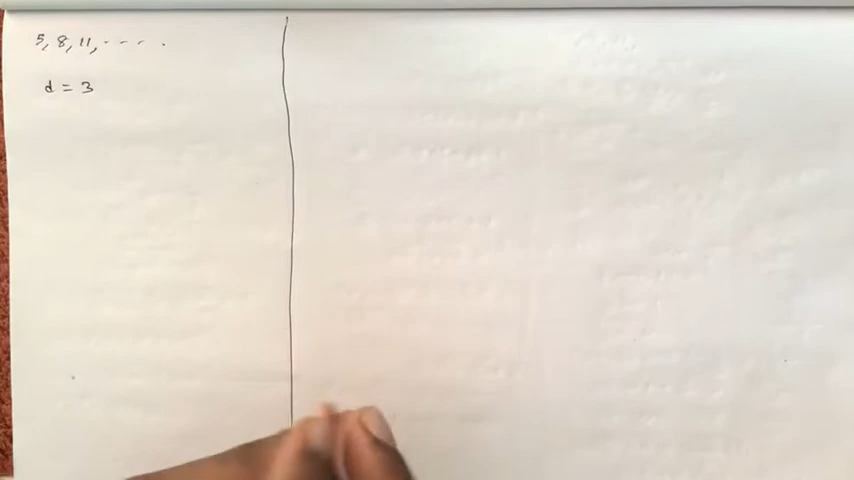 5, 8, 11, - - - - .
d = 3